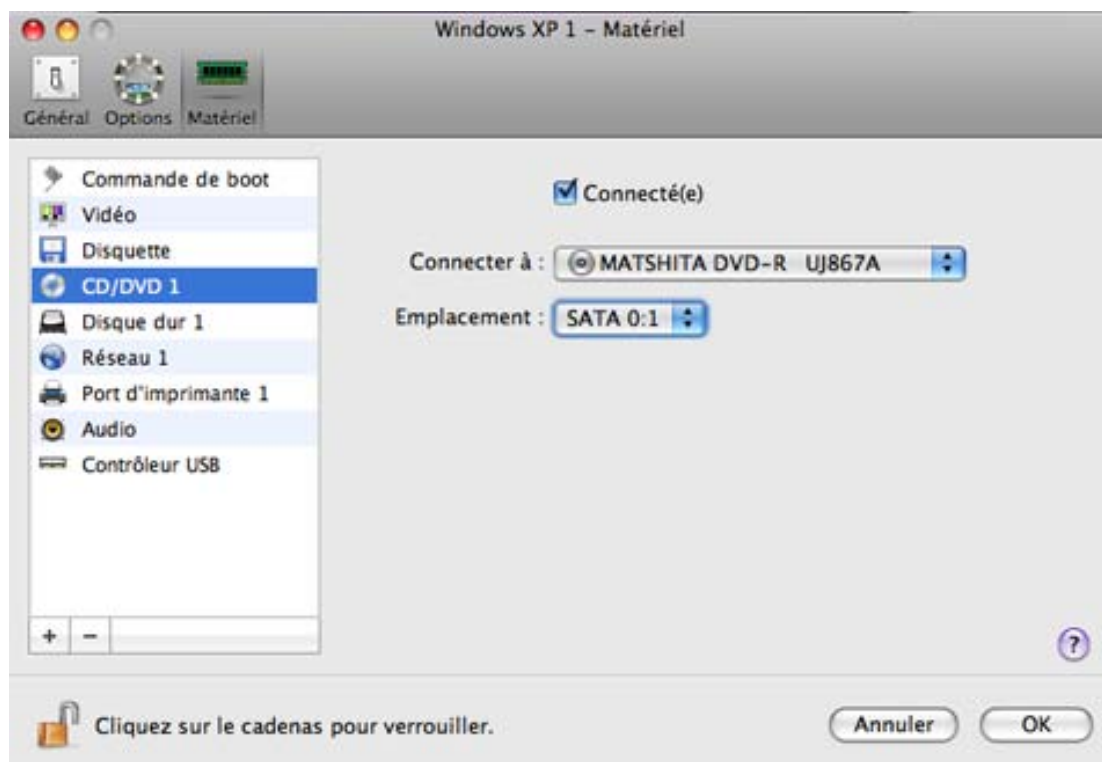 Windows XP 1 – Matériel
Général Options Matériel
Commande de boot
Vidéo
Disquette
CD/DVD 1
Disque dur 1
Réseau 1
Port d'imprimante 1
Audio
Contrôleur USB
+ −
Connecté(e)
Connecter à : MATSHITA DVD-R UJ867A
Emplacement : SATA 0:1
?
Cliquez sur le cadenas pour verrouiller.
Annuler OK